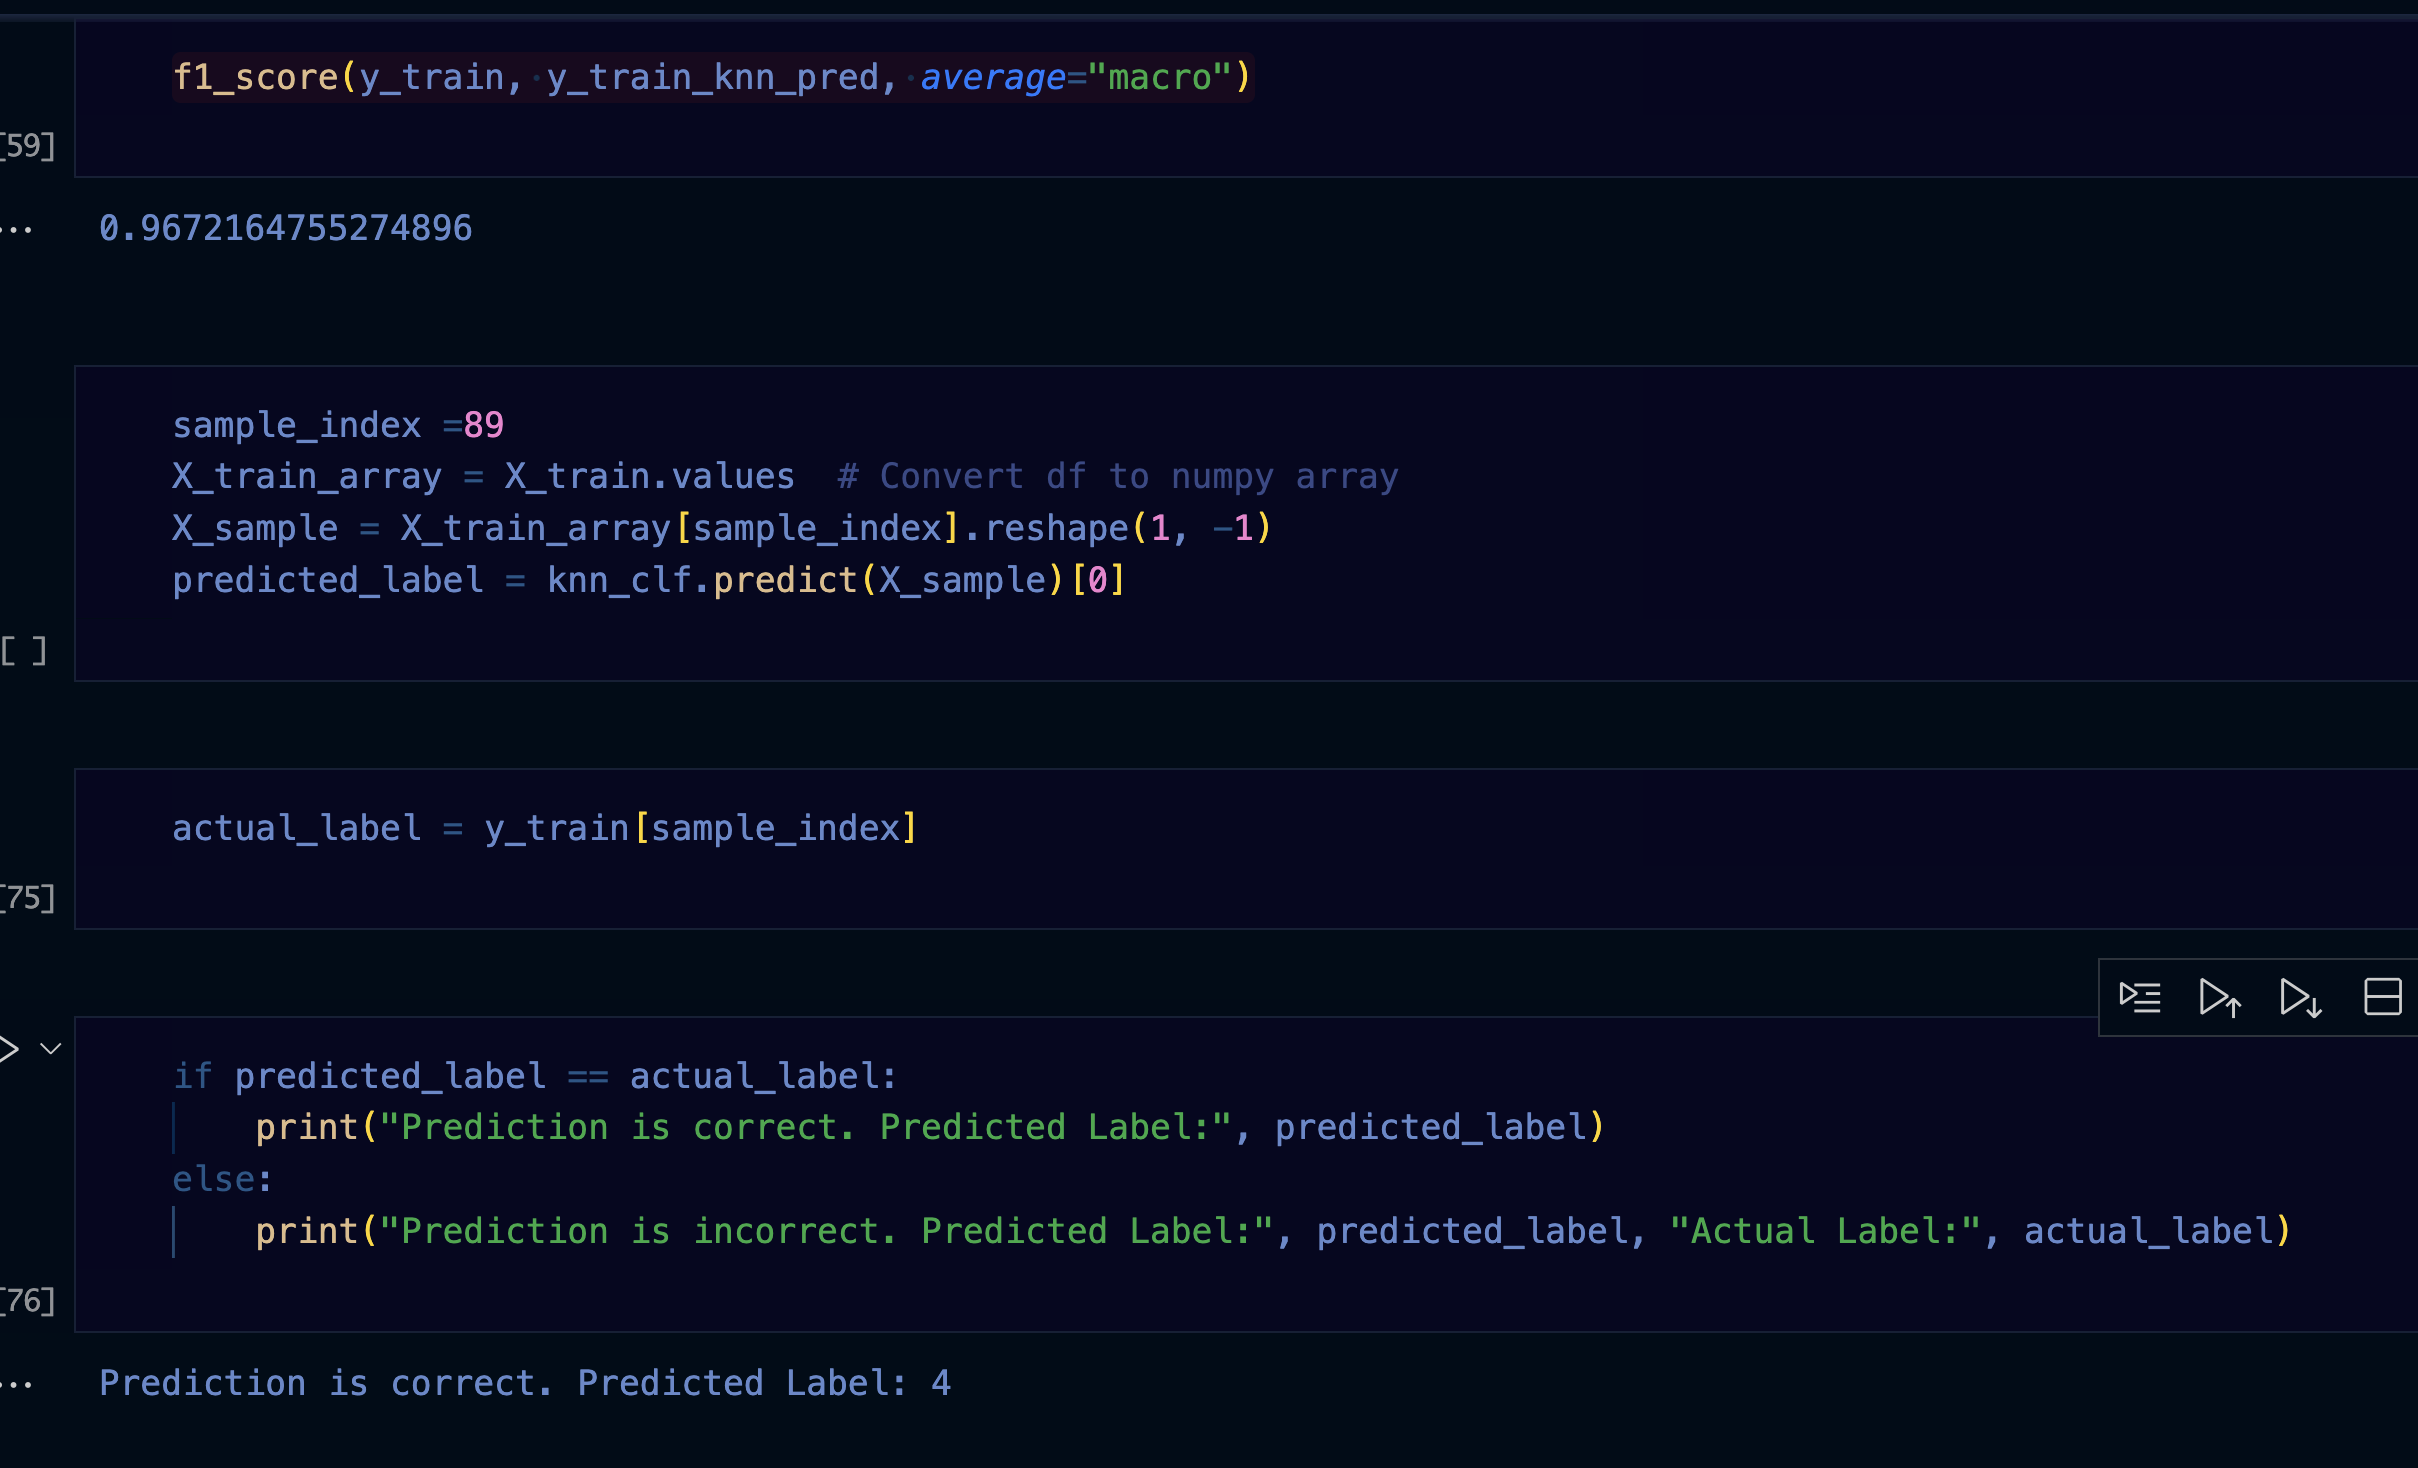 f1_score(y_train, y_train_knn_pred, average="macro")
[59]
... 0.9672164755274896
sample_index =89
X_train_array = X_train.values  # Convert df to numpy array
X_sample = X_train_array[sample_index].reshape(1, -1)
predicted_label = knn_clf.predict(X_sample)[0]
[ ]
actual_label = y_train[sample_index]
[75]
if predicted_label == actual_label:
    print("Prediction is correct. Predicted Label:", predicted_label)
else:
    print("Prediction is incorrect. Predicted Label:", predicted_label, "Actual Label:", actual_label)
[76]
... Prediction is correct. Predicted Label: 4